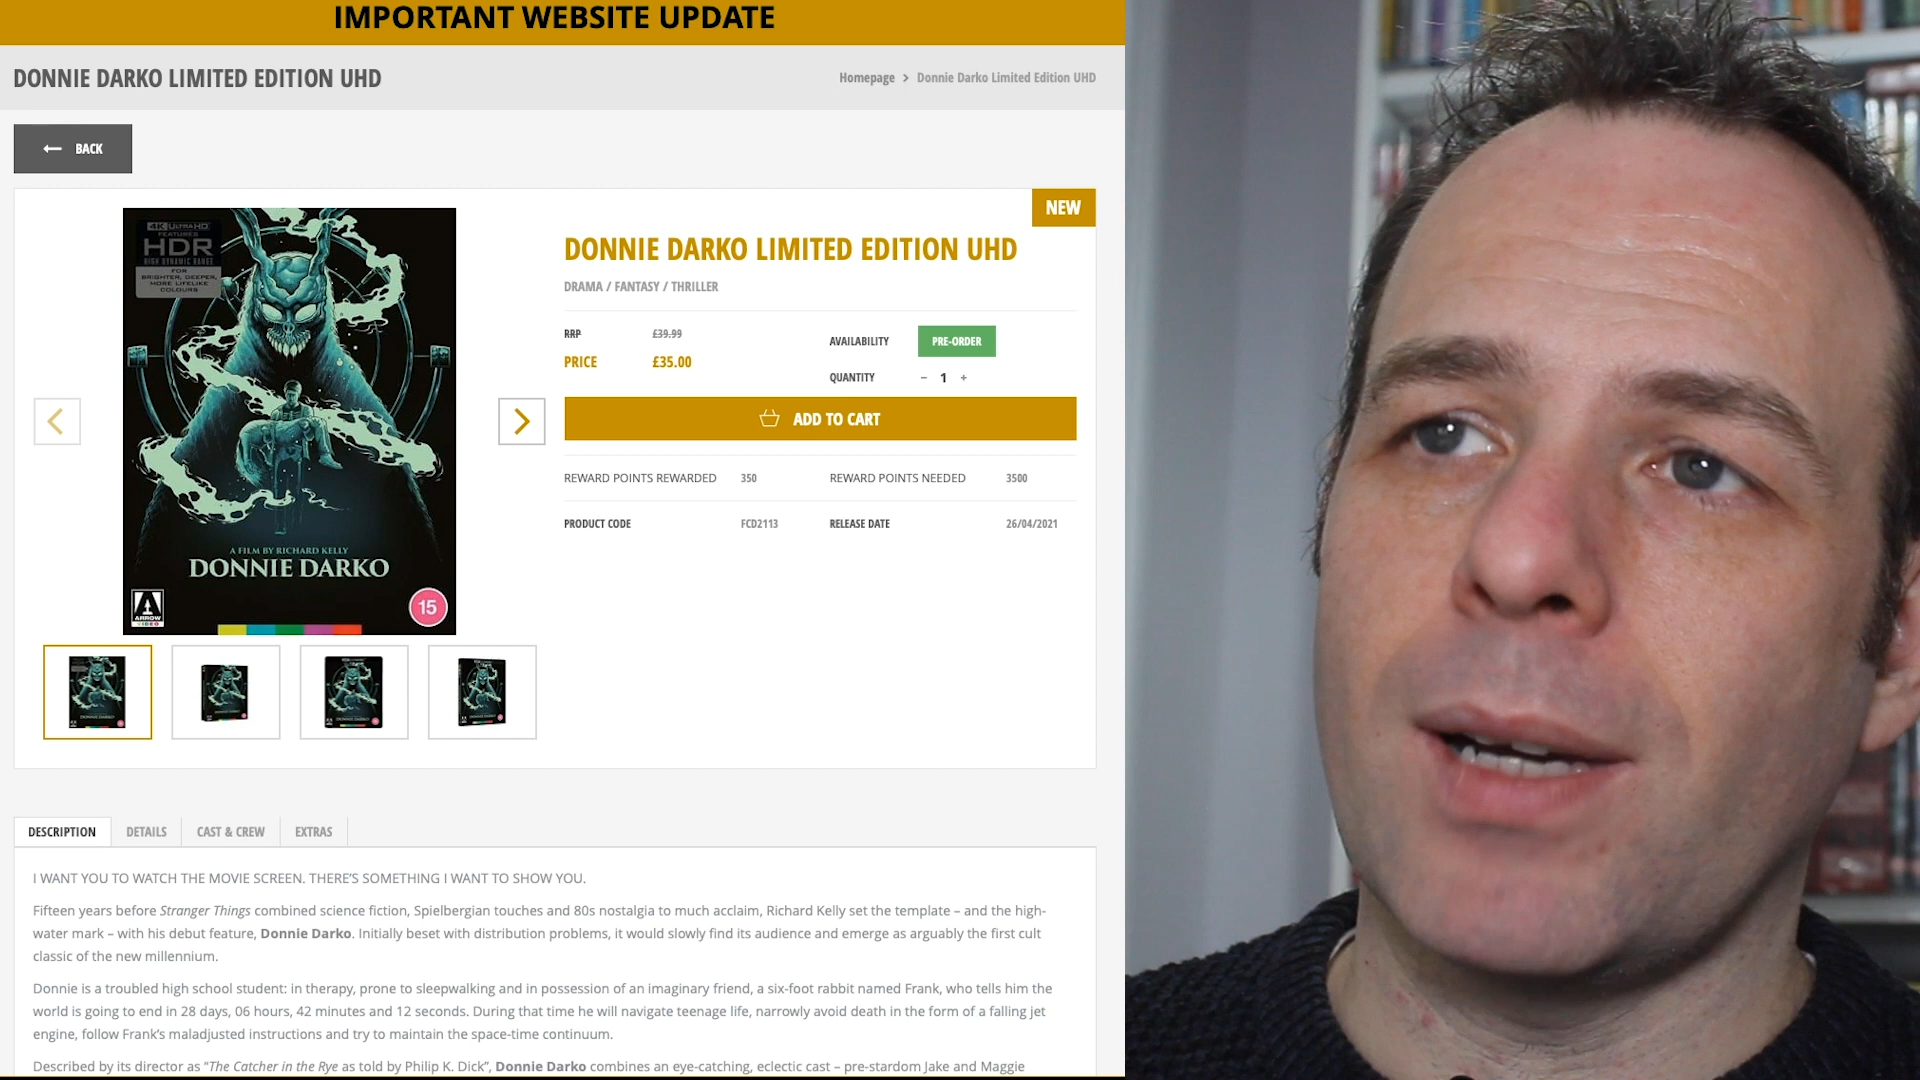 IMPORTANT WEBSITE UPDATE
DONNIE DARKO LIMITED EDITION UHD
Homepage > Donnie Darko Limited Edition UHD
← BACK
NEW
4K ULTRA HD
FEATURES
HDR
HIGH DYNAMIC RANGE
FOR
BRIGHTER, DEEPER,
MORE LIFELIKE
COLOURS
A FILM BY RICHARD KELLY
DONNIE DARKO
ARROW
VIDEO
15
DONNIE DARKO LIMITED EDITION UHD
DRAMA / FANTASY / THRILLER
RRP £39.99
PRICE £35.00
AVAILABILITY PRE-ORDER
QUANTITY − 1 +
ADD TO CART
REWARD POINTS REWARDED 350 REWARD POINTS NEEDED 3500
PRODUCT CODE FCD2113 RELEASE DATE 26/04/2021
DESCRIPTION DETAILS CAST & CREW EXTRAS
I WANT YOU TO WATCH THE MOVIE SCREEN. THERE'S SOMETHING I WANT TO SHOW YOU.
Fifteen years before Stranger Things combined science fiction, Spielbergian touches and 80s nostalgia to much acclaim, Richard Kelly set the template – and the high-
water mark – with his debut feature, Donnie Darko. Initially beset with distribution problems, it would slowly find its audience and emerge as arguably the first cult
classic of the new millennium.
Donnie is a troubled high school student: in therapy, prone to sleepwalking and in possession of an imaginary friend, a six-foot rabbit named Frank, who tells him the
world is going to end in 28 days, 06 hours, 42 minutes and 12 seconds. During that time he will navigate teenage life, narrowly avoid death in the form of a falling jet
engine, follow Frank's maladjusted instructions and try to maintain the space-time continuum.
Described by its director as "The Catcher in the Rye as told by Philip K. Dick", Donnie Darko combines an eye-catching, eclectic cast – pre-stardom Jake and Maggie